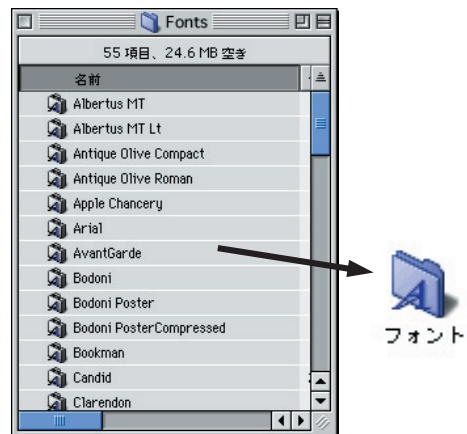 Fonts
55 項目、24.6 MB 空き
名前
Albertus MT
Albertus MT Lt
Antique Olive Compact
Antique Olive Roman
Apple Chancery
Arial
AvantGarde
Bodoni
Bodoni Poster
Bodoni PosterCompressed
Bookman
Candid
Clarendon
フォント